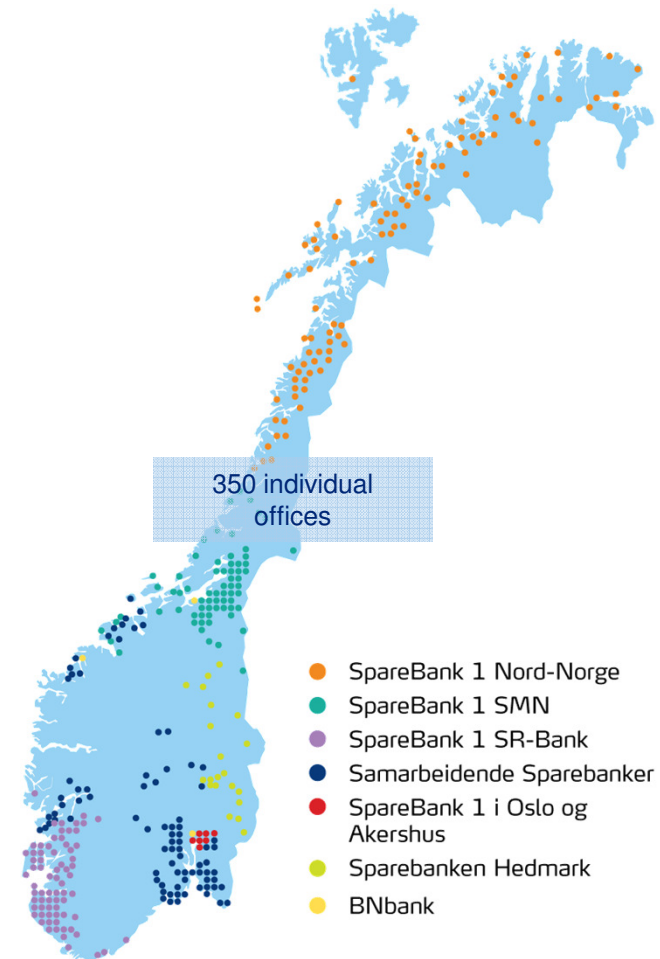 350 individual
offices
SpareBank 1 Nord-Norge
SpareBank 1 SMN
SpareBank 1 SR-Bank
Samarbeidende Sparebanker
SpareBank 1 i Oslo og
Akershus
Sparebanken Hedmark
BNbank